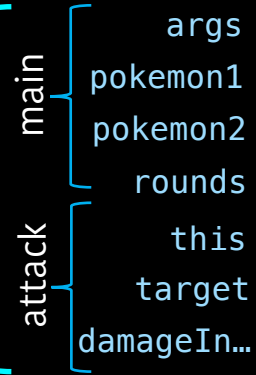 main
args
pokemon1
pokemon2
rounds
attack
this
target
damageIn…